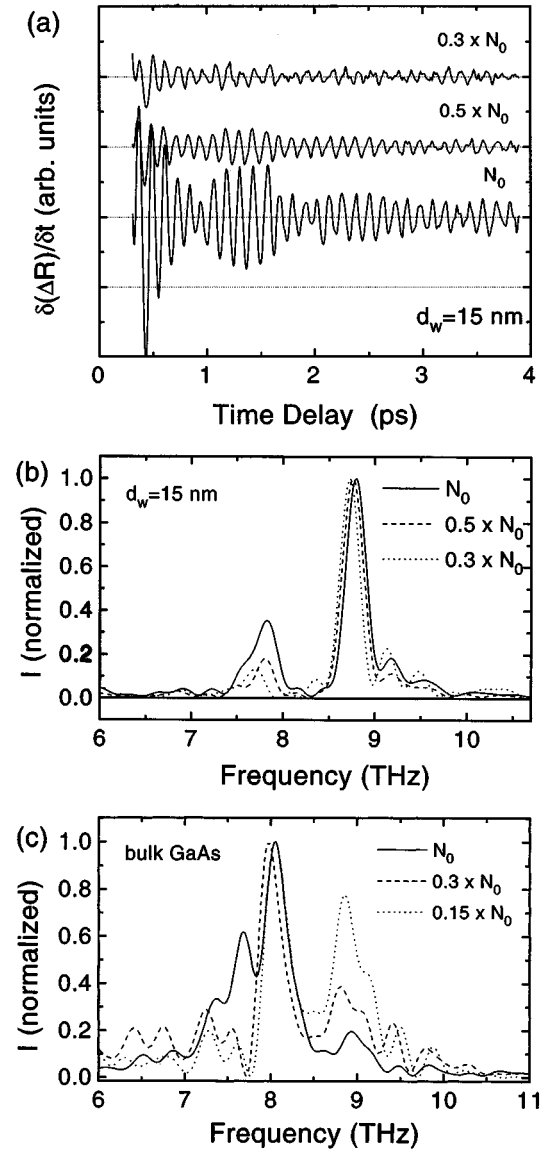 (a)
0.3 x N₀
0.5 x N₀
N₀
d_w=15 nm
δ(ΔR)/δt (arb. units)
0 1 2 3 4
Time Delay (ps)
(b)
d_w=15 nm
N₀
0.5 x N₀
0.3 x N₀
I (normalized)
1.0
0.8
0.6
0.4
0.2
0.0
6 7 8 9 10
Frequency (THz)
(c)
bulk GaAs
N₀
0.3 x N₀
0.15 x N₀
I (normalized)
1.0
0.8
0.6
0.4
0.2
0.0
6 7 8 9 10 11
Frequency (THz)